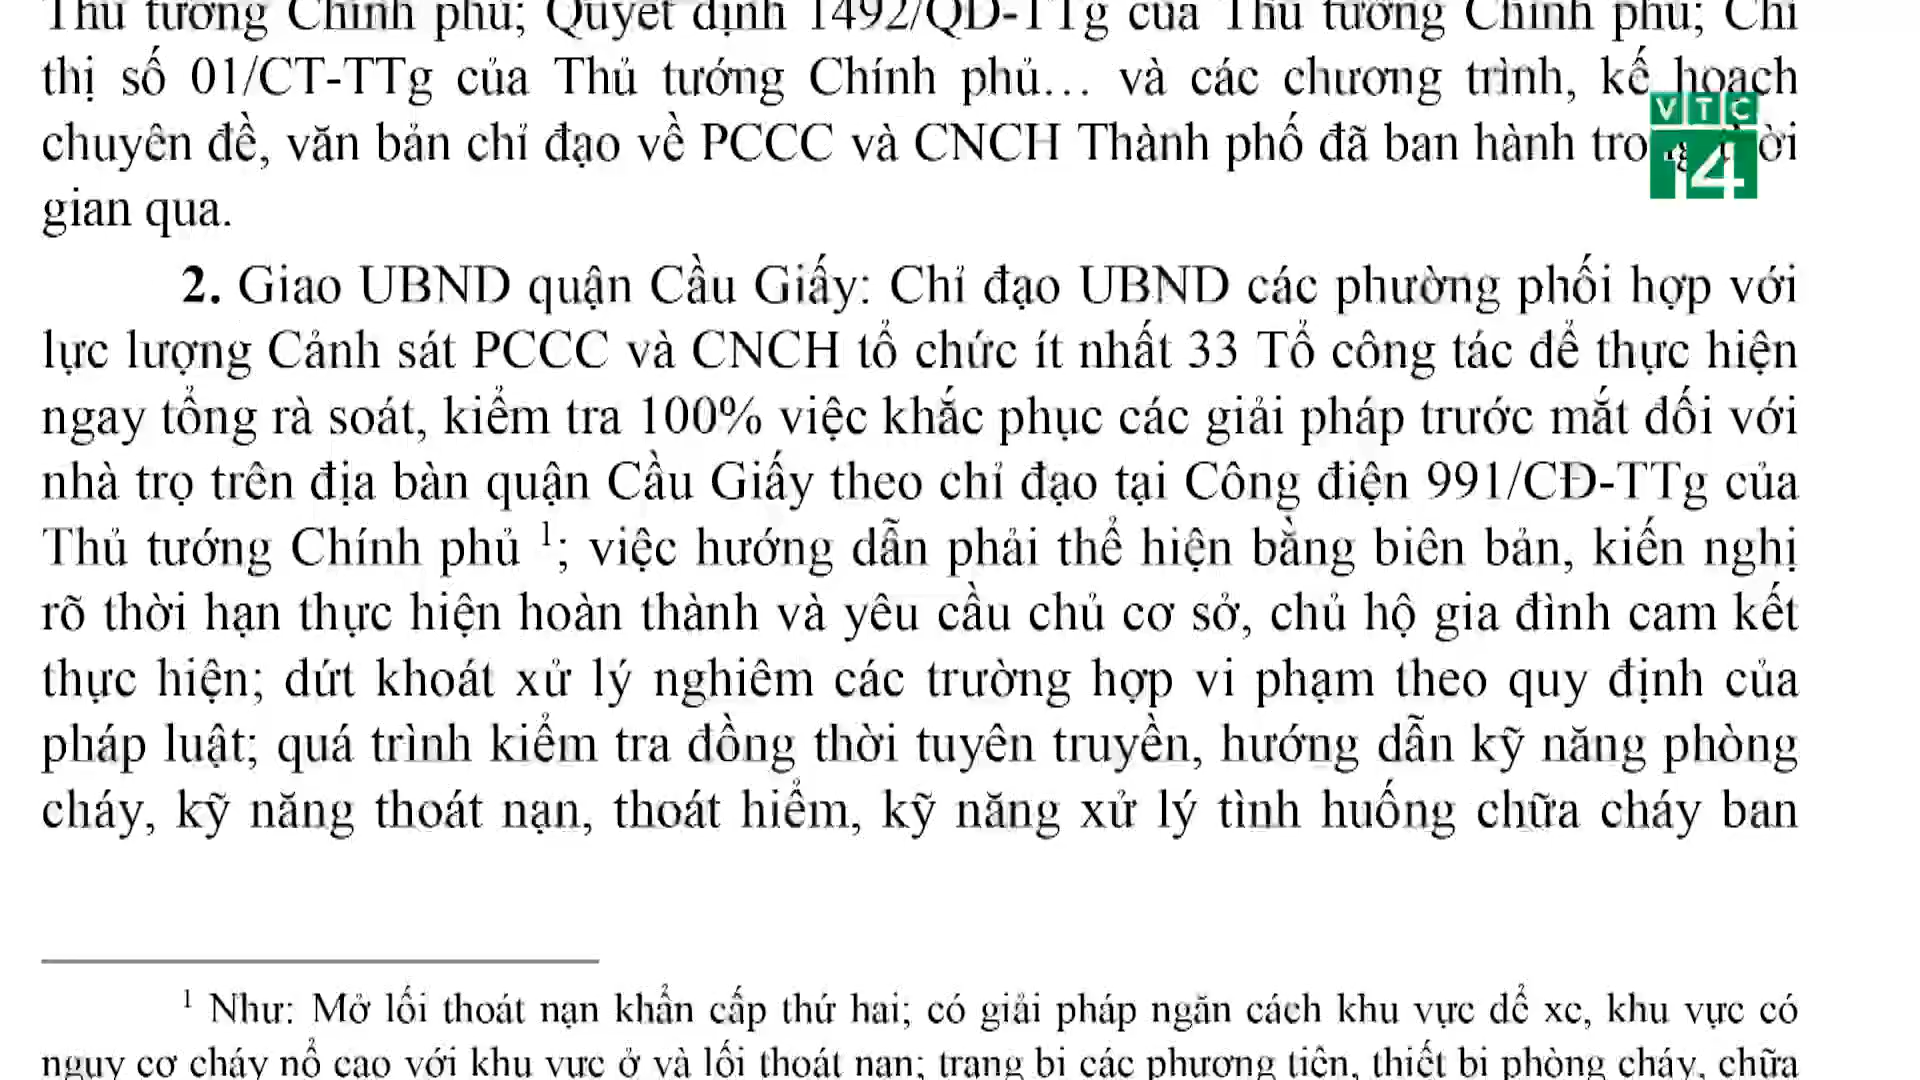 Thủ tướng Chính phủ; Quyết định 1492/QĐ-TTg của Thủ tướng Chính phủ; Chỉ
thị số 01/CT-TTg của Thủ tướng Chính phủ… và các chương trình, kế hoạch
chuyên đề, văn bản chỉ đạo về PCCC và CNCH Thành phố đã ban hành trong thời
gian qua.
VTC
14
2. Giao UBND quận Cầu Giấy: Chỉ đạo UBND các phường phối hợp với
lực lượng Cảnh sát PCCC và CNCH tổ chức ít nhất 33 Tổ công tác để thực hiện
ngay tổng rà soát, kiểm tra 100% việc khắc phục các giải pháp trước mắt đối với
nhà trọ trên địa bàn quận Cầu Giấy theo chỉ đạo tại Công điện 991/CĐ-TTg của
Thủ tướng Chính phủ 1; việc hướng dẫn phải thể hiện bằng biên bản, kiến nghị
rõ thời hạn thực hiện hoàn thành và yêu cầu chủ cơ sở, chủ hộ gia đình cam kết
thực hiện; dứt khoát xử lý nghiêm các trường hợp vi phạm theo quy định của
pháp luật; quá trình kiểm tra đồng thời tuyên truyền, hướng dẫn kỹ năng phòng
cháy, kỹ năng thoát nạn, thoát hiểm, kỹ năng xử lý tình huống chữa cháy ban
1 Như: Mở lối thoát nạn khẩn cấp thứ hai; có giải pháp ngăn cách khu vực để xe, khu vực có
nguy cơ cháy nổ cao với khu vực ở và lối thoát nạn; trang bị các phương tiện, thiết bị phòng cháy, chữa